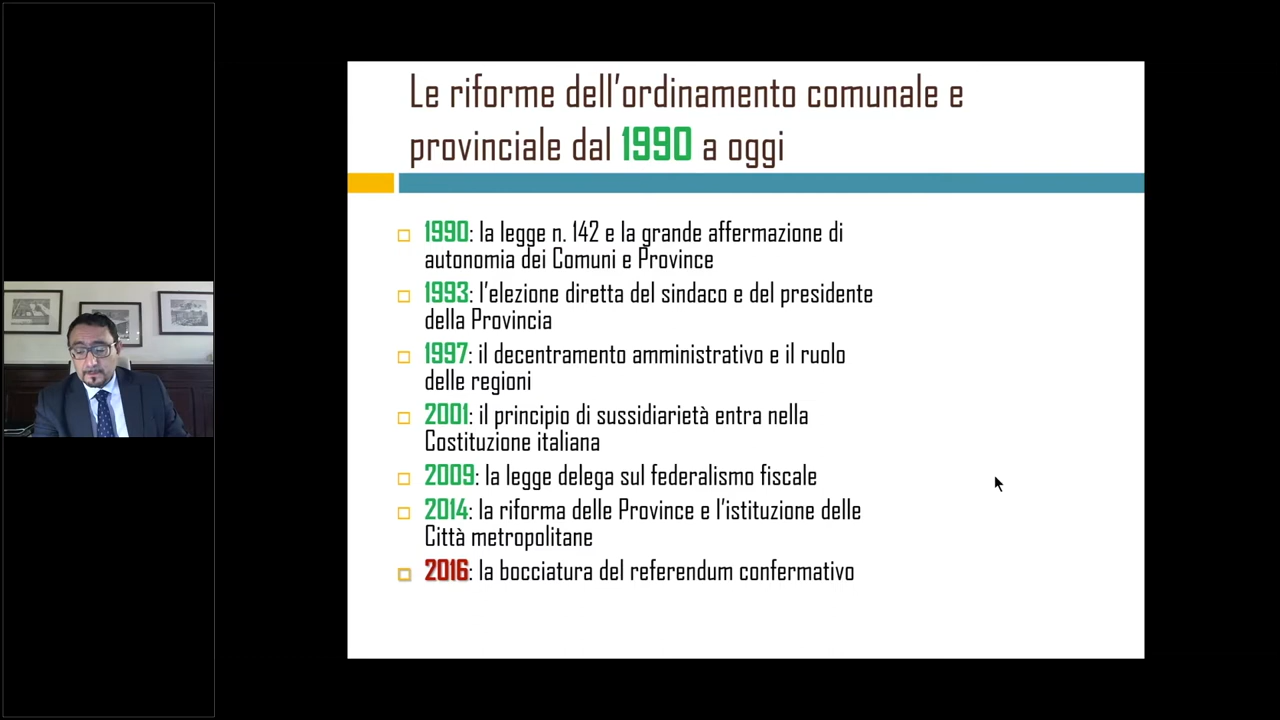 Le riforme dell'ordinamento comunale e
provinciale dal 1990 a oggi
1990: la legge n. 142 e la grande affermazione di
autonomia dei Comuni e Province
1993: l'elezione diretta del sindaco e del presidente
della Provincia
1997: il decentramento amministrativo e il ruolo
delle regioni
2001: il principio di sussidiarietà entra nella
Costituzione italiana
2009: la legge delega sul federalismo fiscale
2014: la riforma delle Province e l'istituzione delle
Città metropolitane
2016: la bocciatura del referendum confermativo